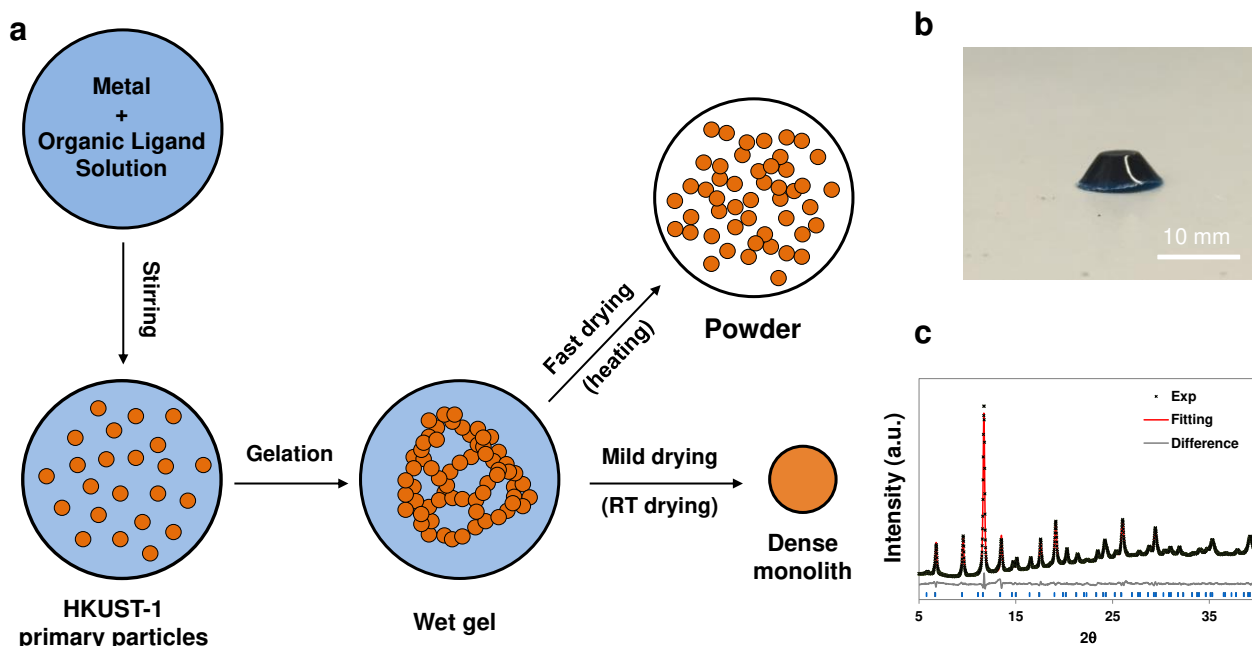 a
Metal
+
Organic Ligand
Solution
Stirring
HKUST-1
primary particles
Gelation
Wet gel
Fast drying
(heating)
Powder
Mild drying
(RT drying)
Dense
monolith
b
10 mm
c
Exp
Fitting
Difference
Intensity (a.u.)
5
15
25
35
2θ